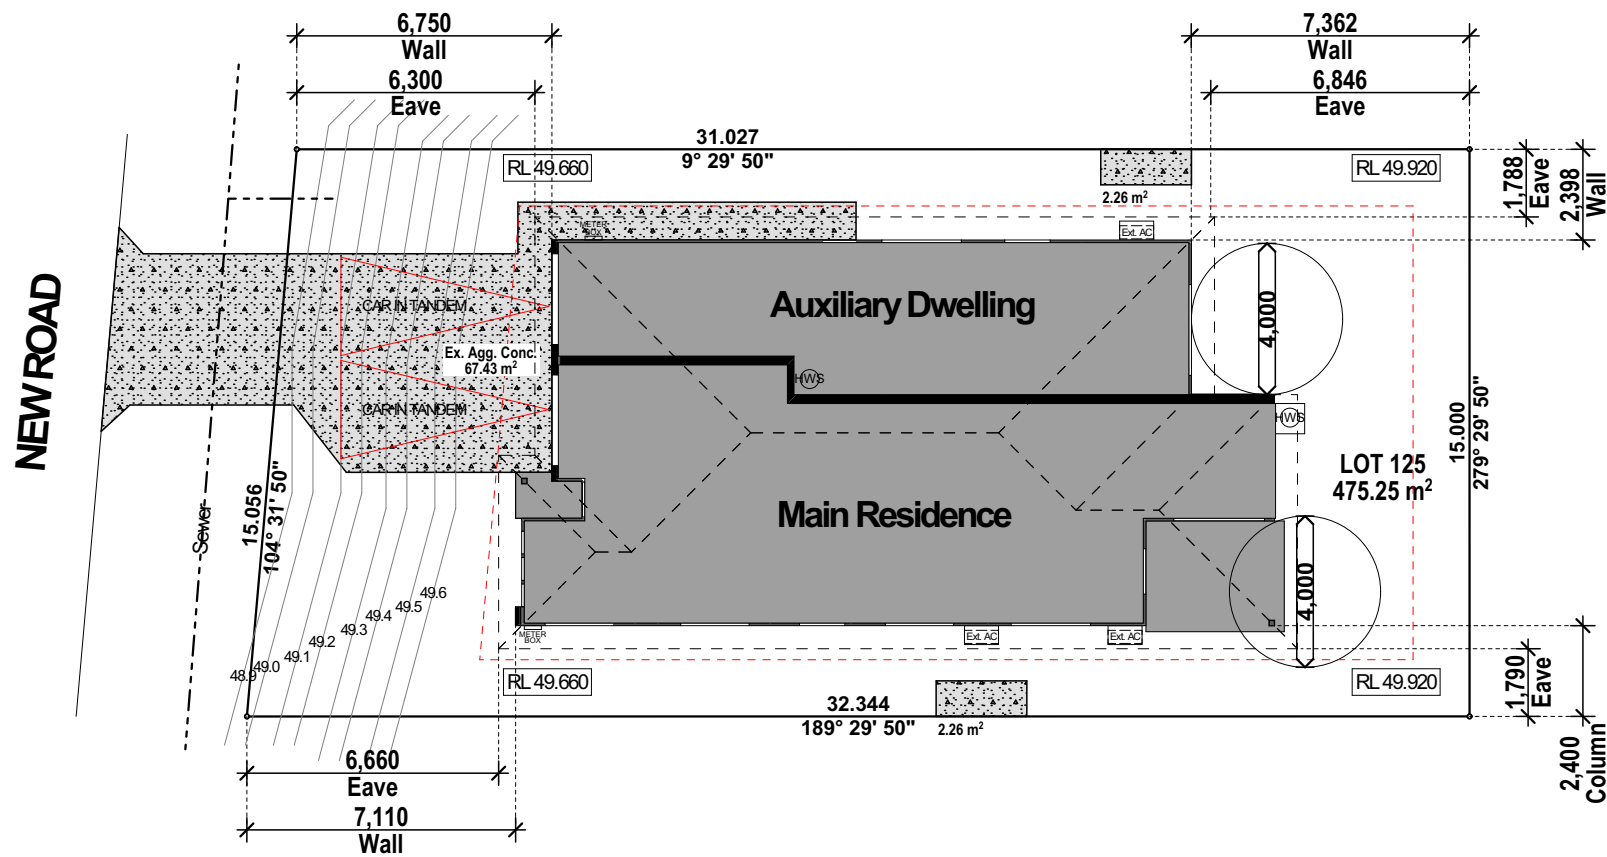 6,750
Wall
7,362
Wall
6,300
Eave
6,846
Eave
31.027
9° 29' 50"
RL 49.660
RL 49.920
1,788
Eave
2,398
Wall
2.26 m²
METER
BOX
Ext. AC
NEW ROAD
CAR IN TANDEM
Auxiliary Dwelling
4,000
Ex. Agg. Conc.
67.43 m²
HWS
CAR IN TANDEM
HWS
15.000
279° 29' 50"
LOT 125
475.25 m²
Sewer
15.056
104° 31' 50"
Main Residence
4,000
49.6
49.5
49.4
49.3
49.2
49.1
49.0
48.9
METER
BOX
Ext. AC
Ext. AC
RL 49.660
RL 49.920
1,790
Eave
2,400
Column
32.344
189° 29' 50"
2.26 m²
6,660
Eave
7,110
Wall